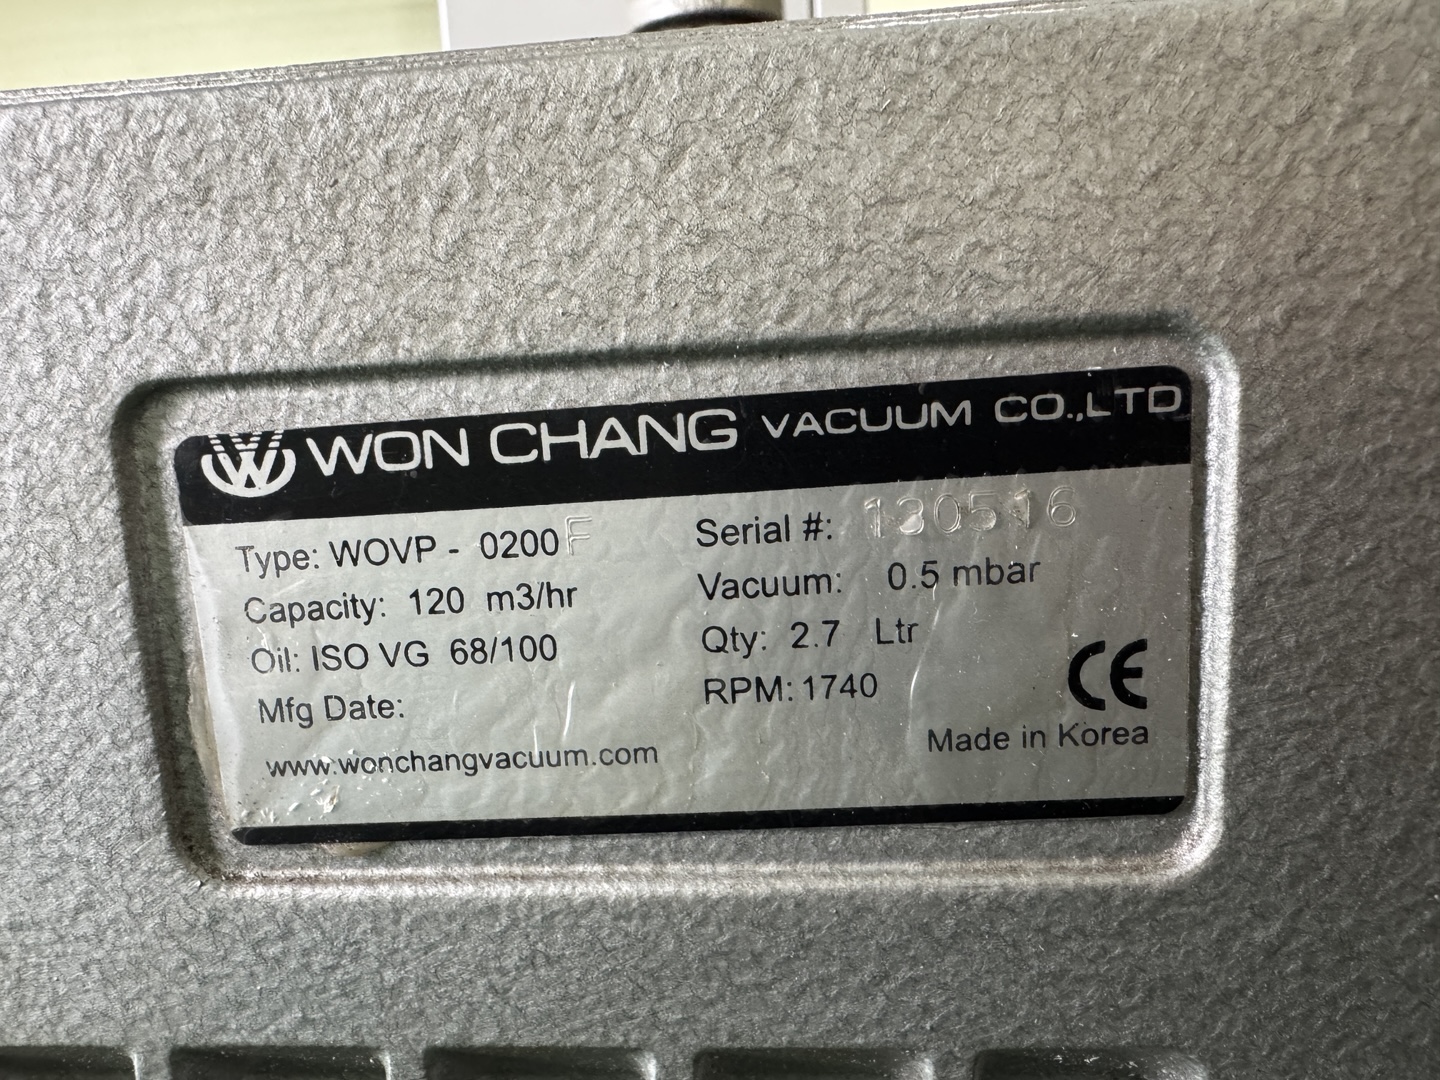 WON CHANG VACUUM CO.,LTD
Type: WOVP - 0200F
Serial #: 130516
Capacity: 120 m3/hr
Vacuum: 0.5 mbar
Oil: ISO VG 68/100
Qty: 2.7 Ltr
Mfg Date:
RPM: 1740
CE
www.wonchangvacuum.com
Made in Korea